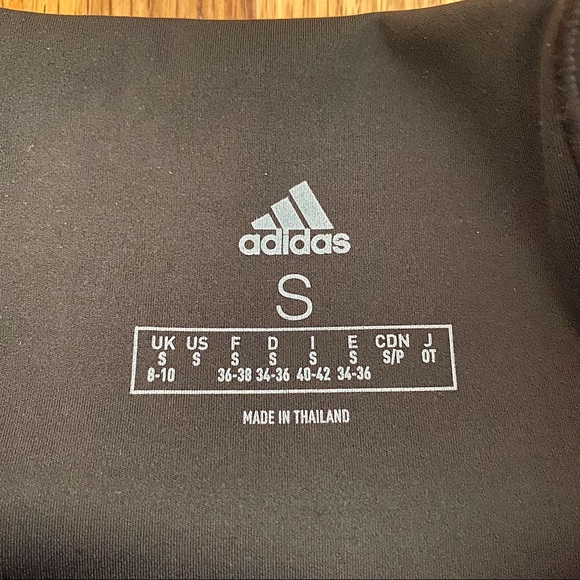 adidas
S
UK US F D I E CDN J
S S S S S S S/P OT
8-10 36-38 34-36 40-42 34-36
MADE IN THAILAND